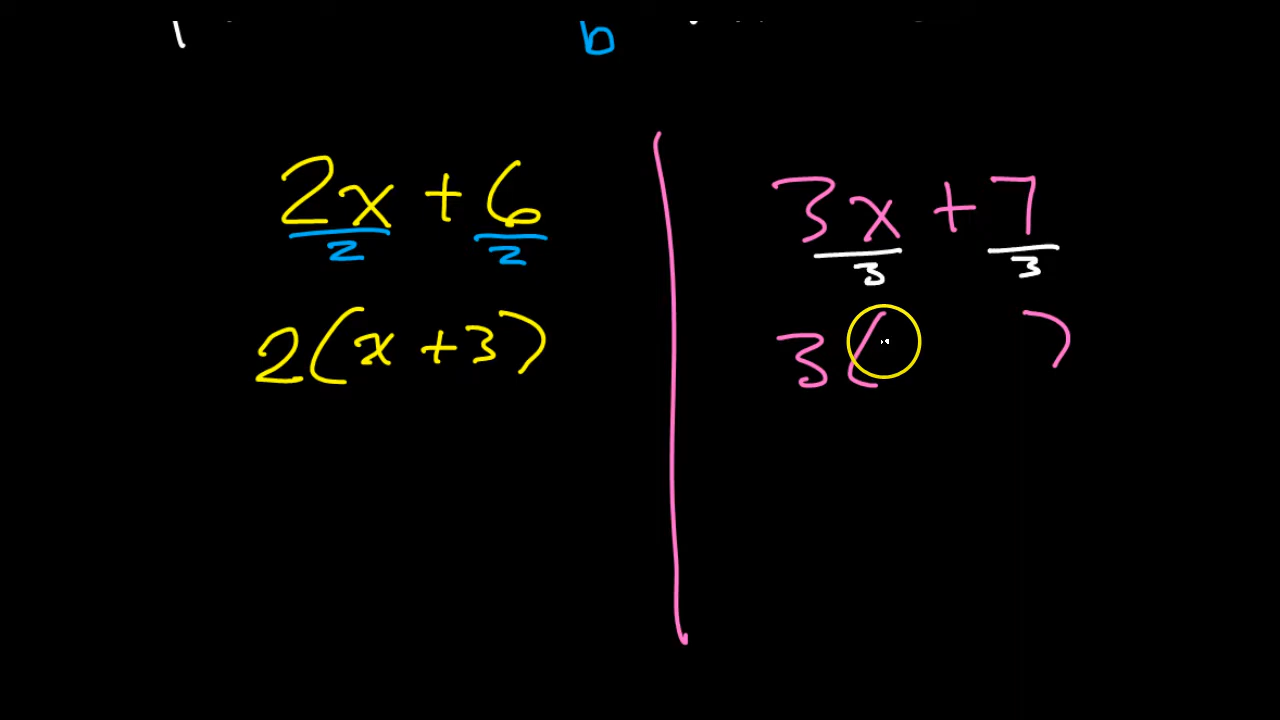 b
2x + 6
2 2
2(x + 3)
3x + 7
3 3
3( )